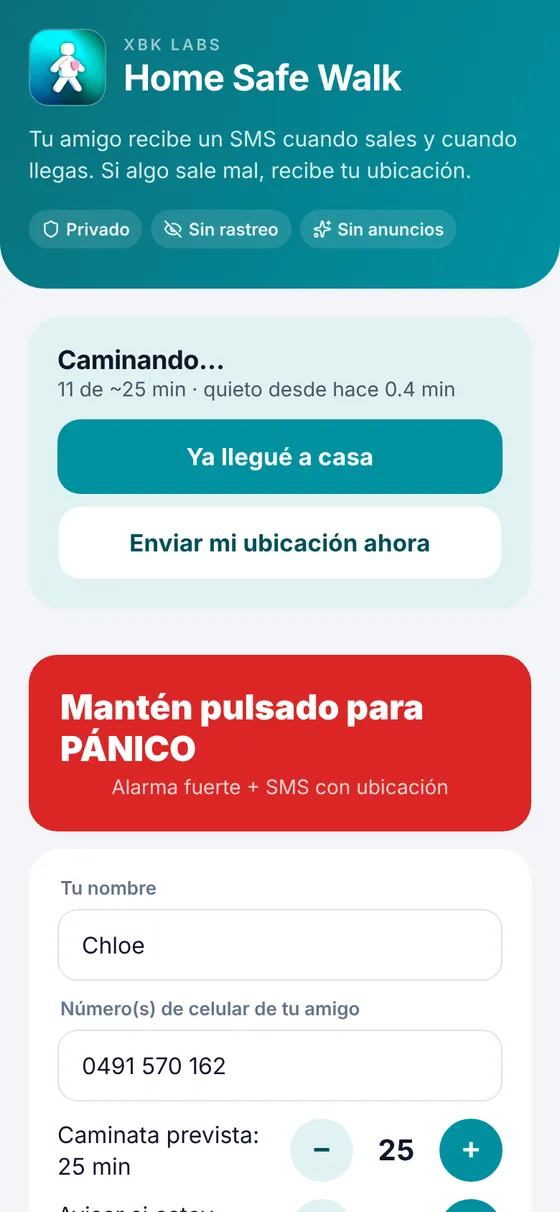 XBK LABS
Home Safe Walk
Tu amigo recibe un SMS cuando sales y cuando
llegas. Si algo sale mal, recibe tu ubicación.
Privado Sin rastreo Sin anuncios
Caminando...
11 de ~25 min · quieto desde hace 0.4 min
Ya llegué a casa
Enviar mi ubicación ahora
Mantén pulsado para
PÁNICO
Alarma fuerte + SMS con ubicación
Tu nombre
Chloe
Número(s) de celular de tu amigo
0491 570 162
Caminata prevista:
25 min
− 25 +